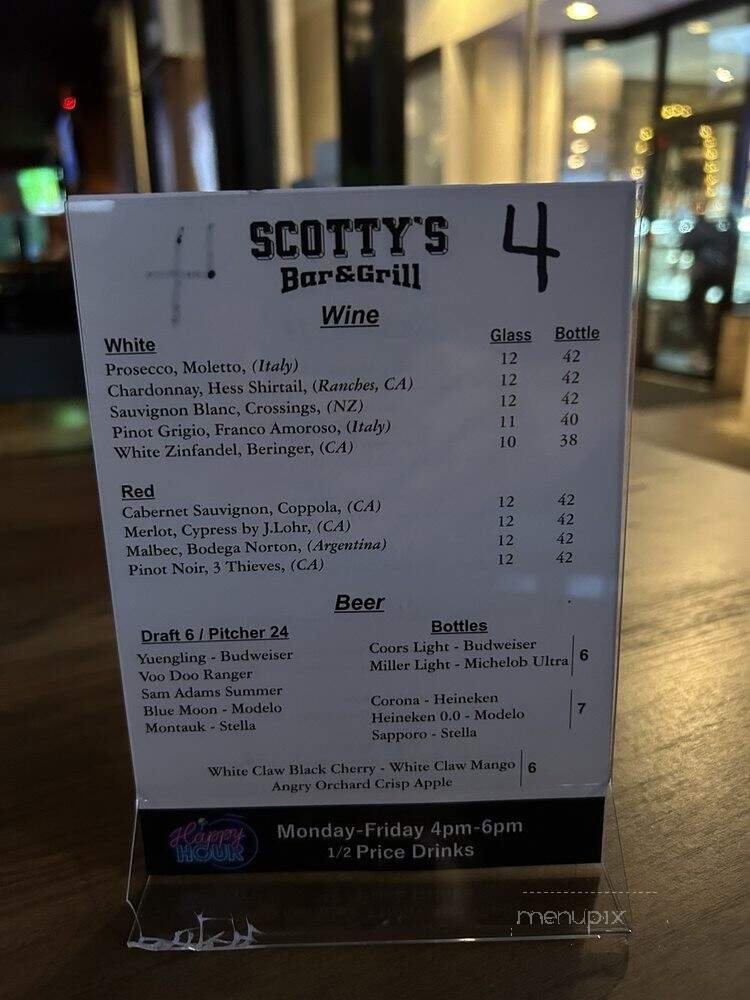 4
SCOTTY'S
Bar&Grill
Wine
White Glass Bottle
Prosecco, Moletto, (Italy) 12 42
Chardonnay, Hess Shirtail, (Ranches, CA) 12 42
Sauvignon Blanc, Crossings, (NZ) 12 42
Pinot Grigio, Franco Amoroso, (Italy) 11 40
White Zinfandel, Beringer, (CA) 10 38
Red
Cabernet Sauvignon, Coppola, (CA) 12 42
Merlot, Cypress by J.Lohr, (CA) 12 42
Malbec, Bodega Norton, (Argentina) 12 42
Pinot Noir, 3 Thieves, (CA) 12 42
Beer
Draft 6 / Pitcher 24
Yuengling - Budweiser
Voo Doo Ranger
Sam Adams Summer
Blue Moon - Modelo
Montauk - Stella
Bottles
Coors Light - Budweiser
Miller Light - Michelob Ultra 6
Corona - Heineken
Heineken 0.0 - Modelo 7
Sapporo - Stella
White Claw Black Cherry - White Claw Mango 6
Angry Orchard Crisp Apple
Happy
HOUR
Monday-Friday 4pm-6pm
1/2 Price Drinks
menupix